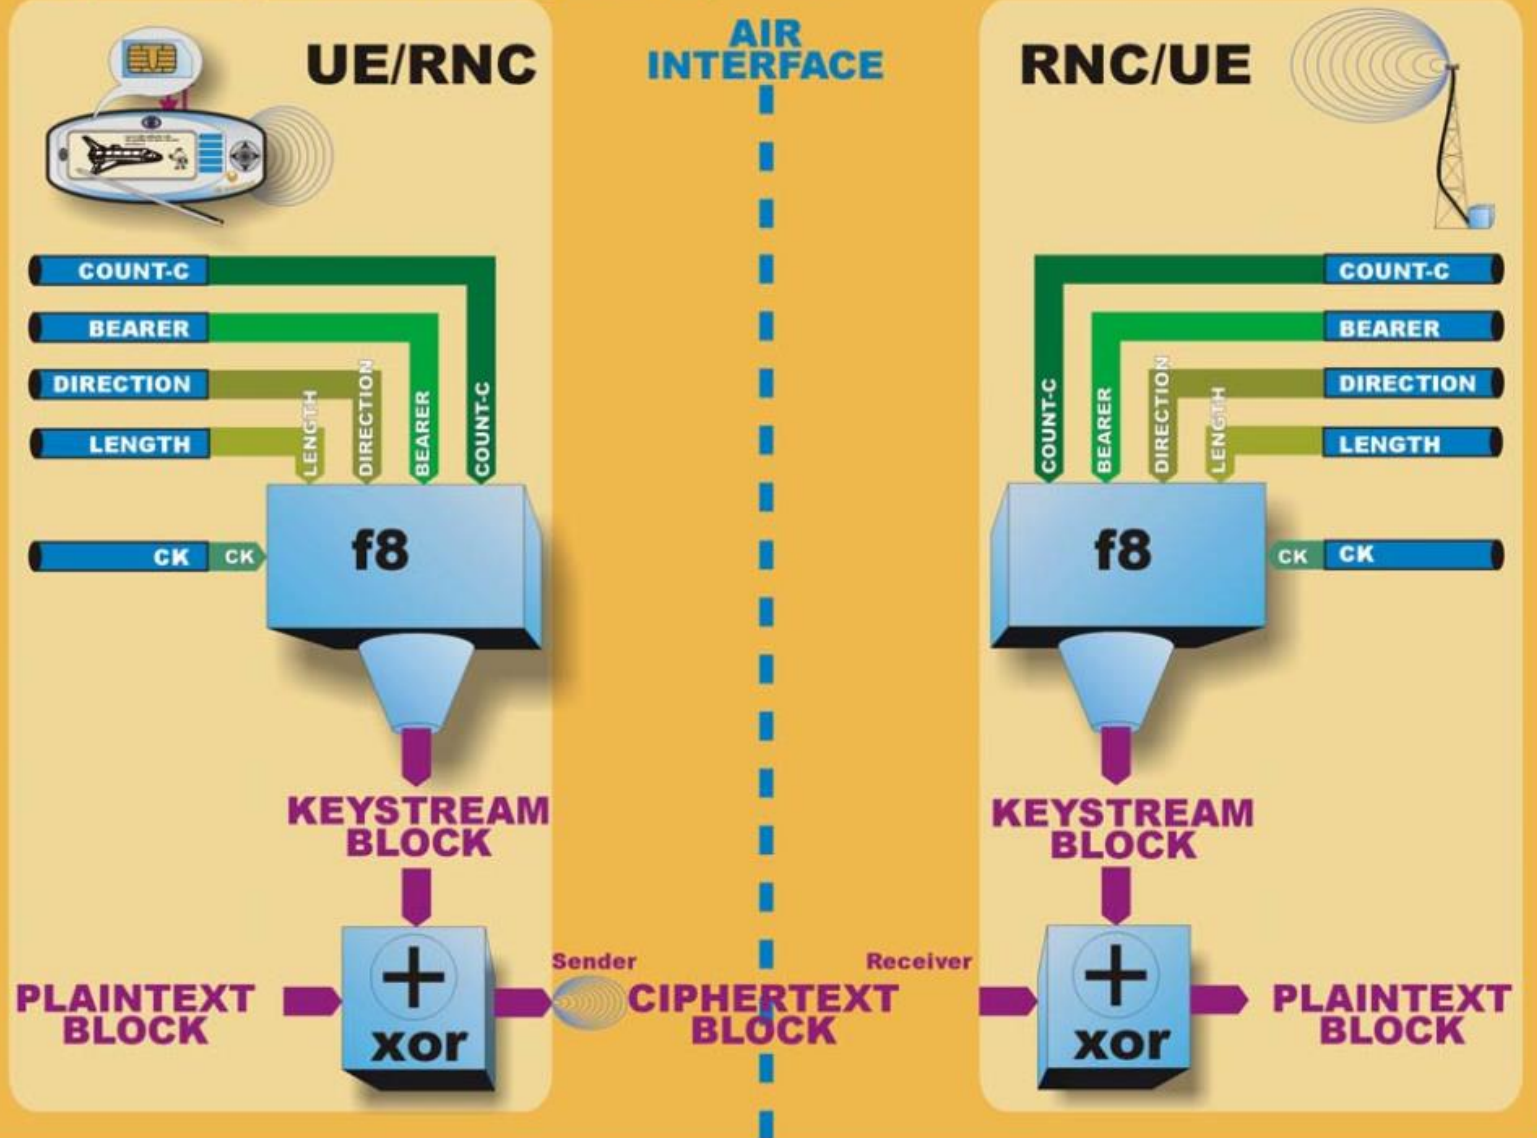 UE/RNC
AIR
INTERFACE
RNC/UE
COUNT-C
BEARER
DIRECTION
LENGTH
LENGTH
DIRECTION
BEARER
COUNT-C
CK
CK
f8
KEYSTREAM
BLOCK
PLAINTEXT
BLOCK
+
xor
Sender
CIPHERTEXT
BLOCK
Receiver
COUNT-C
BEARER
DIRECTION
LENGTH
COUNT-C
BEARER
DIRECTION
LENGTH
f8
CK
CK
KEYSTREAM
BLOCK
+
xor
PLAINTEXT
BLOCK